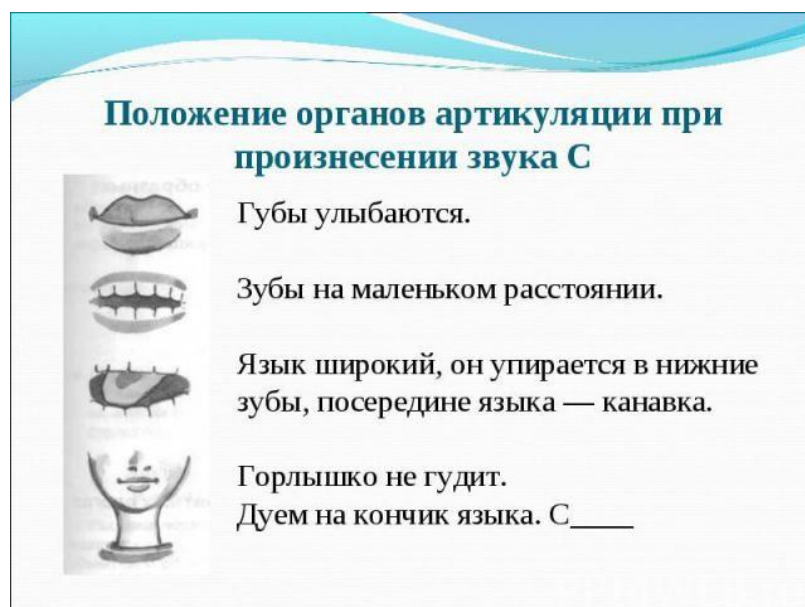 Положение органов артикуляции при
произнесении звука С
Губы улыбаются.
Зубы на маленьком расстоянии.
Язык широкий, он упирается в нижние
зубы, посередине языка — канавка.
Горлышко не гудит.
Дуем на кончик языка. С____